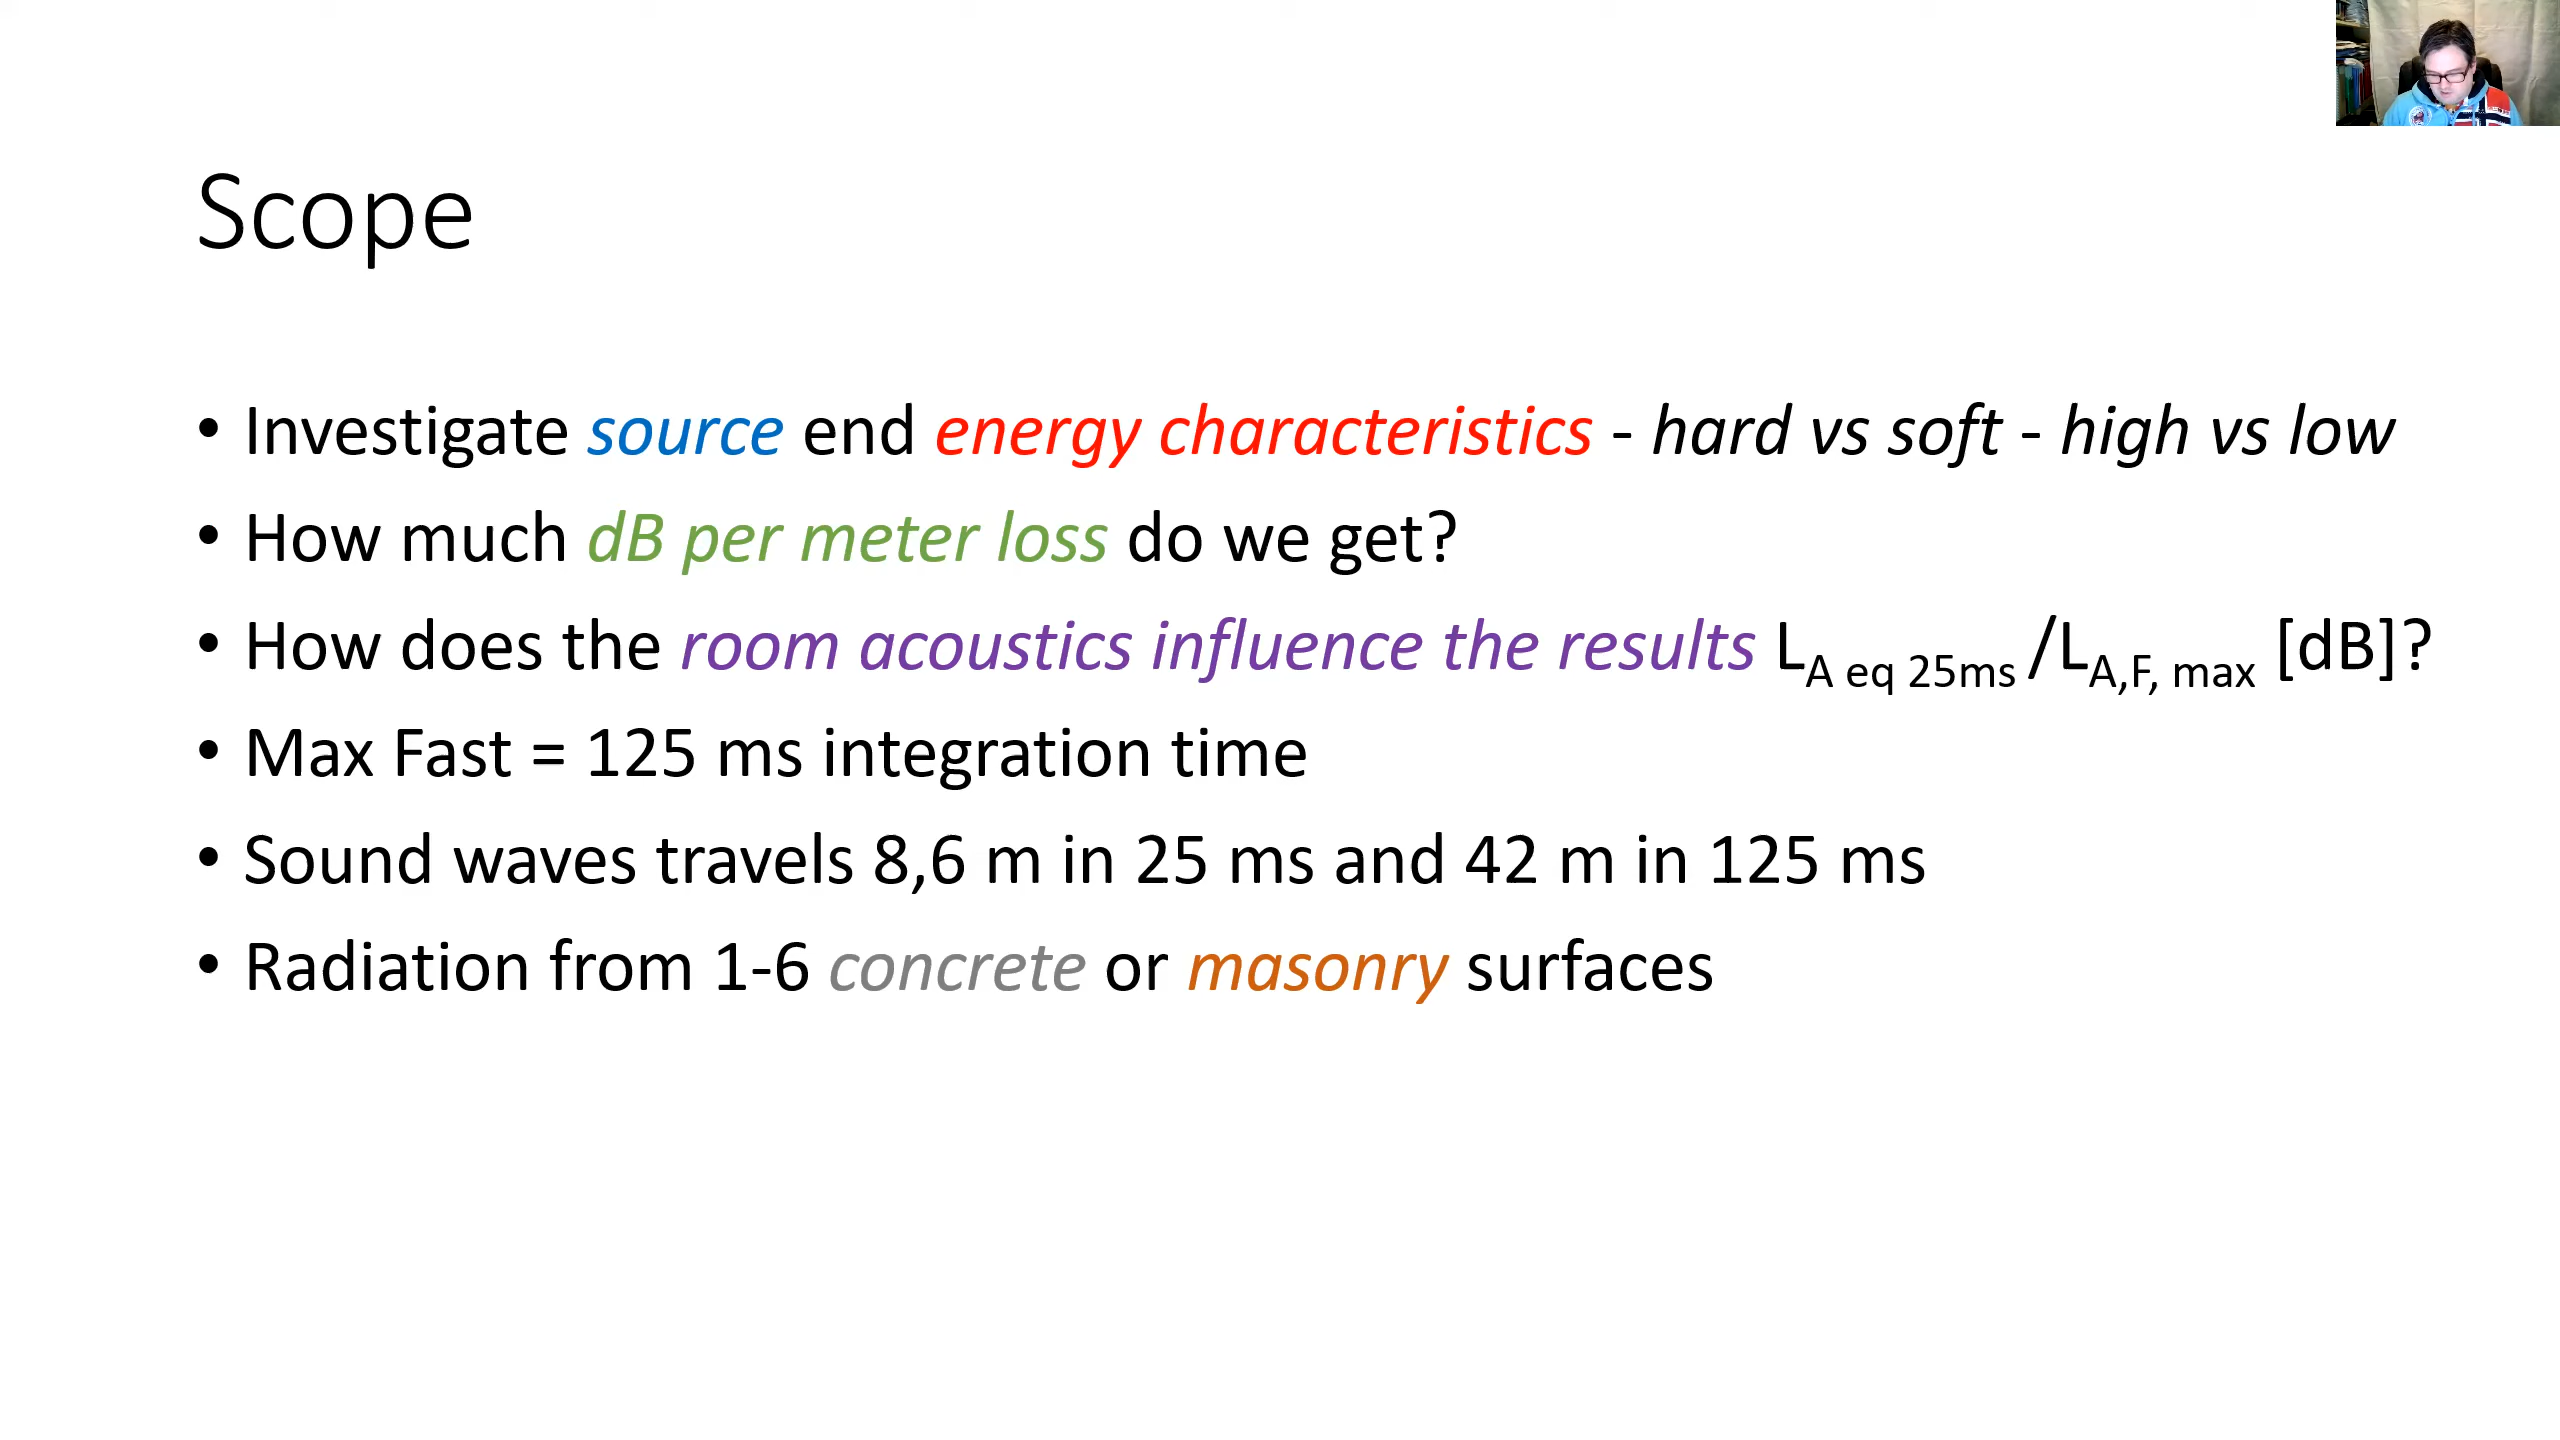 Scope
• Investigate source end energy characteristics - hard vs soft - high vs low
• How much dB per meter loss do we get?
• How does the room acoustics influence the results L A eq 25ms /L A,F, max [dB]?
• Max Fast = 125 ms integration time
• Sound waves travels 8,6 m in 25 ms and 42 m in 125 ms
• Radiation from 1-6 concrete or masonry surfaces